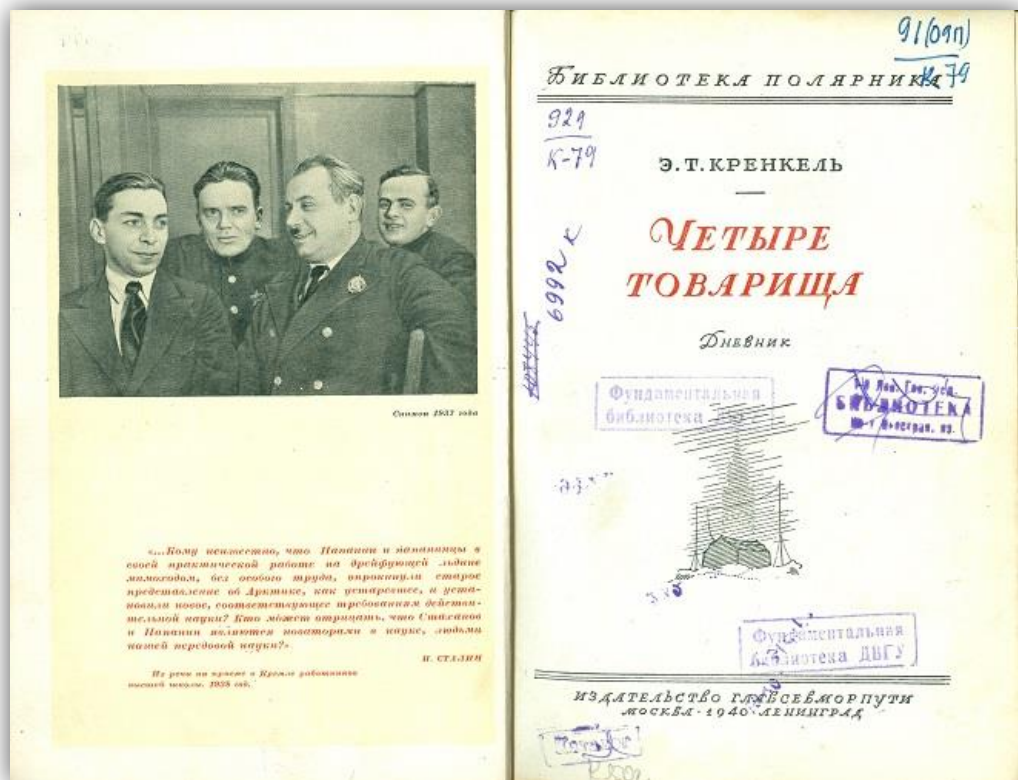 Снимок 1937 года
«...Кому неизвестно, что Папанин и папанинцы в
своей практической работе на дрейфующей льдине
мимоходом, без особого труда, опрокинули старое
представление об Арктике, как устаревшее, и уста-
новили новое, соответствующее требованиям действи-
тельной науки? Кто может отрицать, что Стаханов
и Папанин являются новаторами в науке, людьми
нашей передовой науки?»
И. СТАЛИН
Из речи на приеме в Кремле работников
высшей школы. 1938 год.
91(09п)
К79
БИБЛИОТЕКА ПОЛЯРНИКА
929
К-79
Э. Т. КРЕНКЕЛЬ
ЧЕТЫРЕ
ТОВАРИЩА
ДНЕВНИК
6992 к
Фундаментальная
библиотека
БИБЛИОТЕКА
Фундаментальная
библиотека ДВГУ
ИЗДАТЕЛЬСТВО ГЛАВСЕВМОРПУТИ
МОСКВА · 1940 · ЛЕНИНГРАД